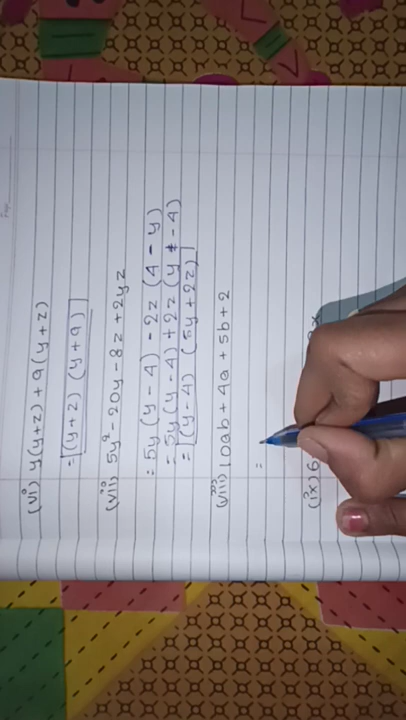 (vi) y(y+z) + 9(y+z)
= (y+z) (y+9)
(vii) 5y² - 20y - 8z + 2yz
= 5y (y - 4) - 2z (4 - y)
= 5y (y - 4) + 2z (y - 4)
= (y - 4) (5y + 2z)
(viii) 10ab + 4a + 5b + 2
=
(ix) 6